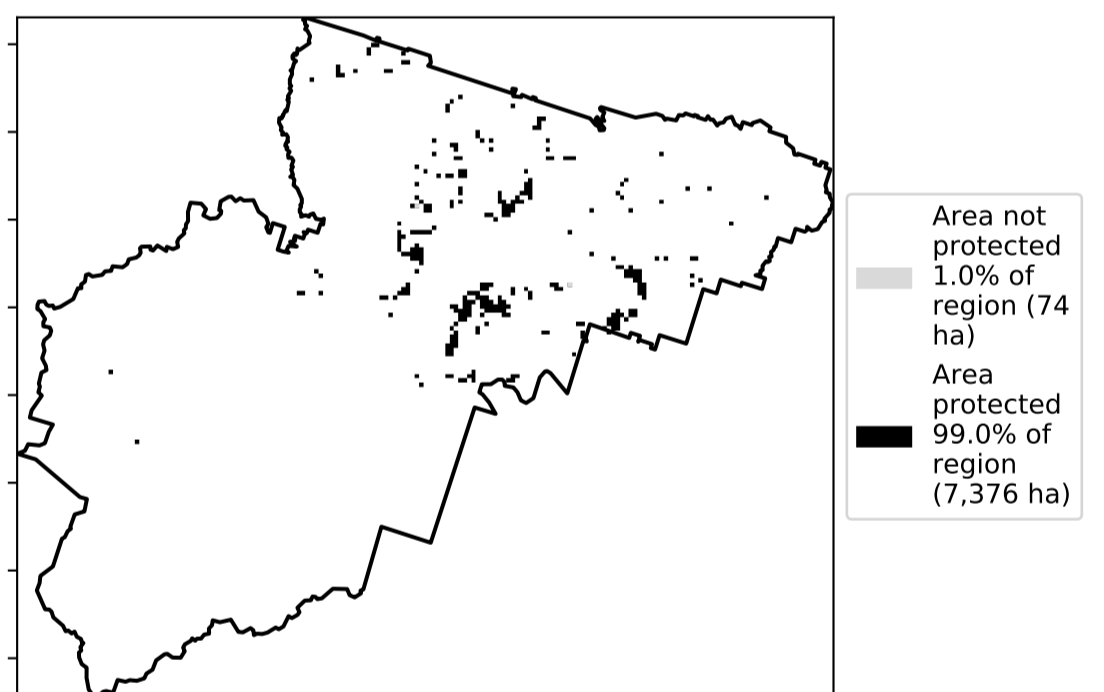 Area not
protected
1.0% of
region (74
ha)
Area
protected
99.0% of
region
(7,376 ha)